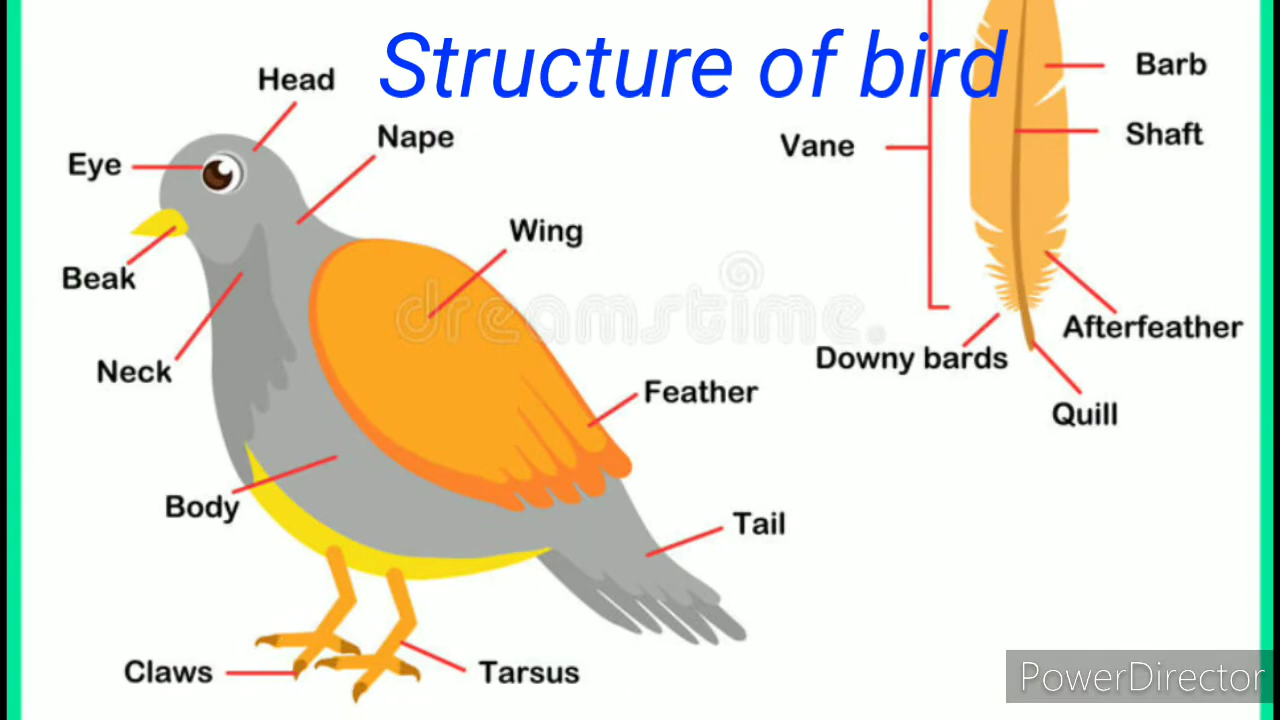 Structure of bird
Head
Nape
Eye
Wing
Beak
Neck
Feather
Body
Tail
Claws
Tarsus
Barb
Shaft
Vane
Afterfeather
Downy bards
Quill
dreamstime.
PowerDirector